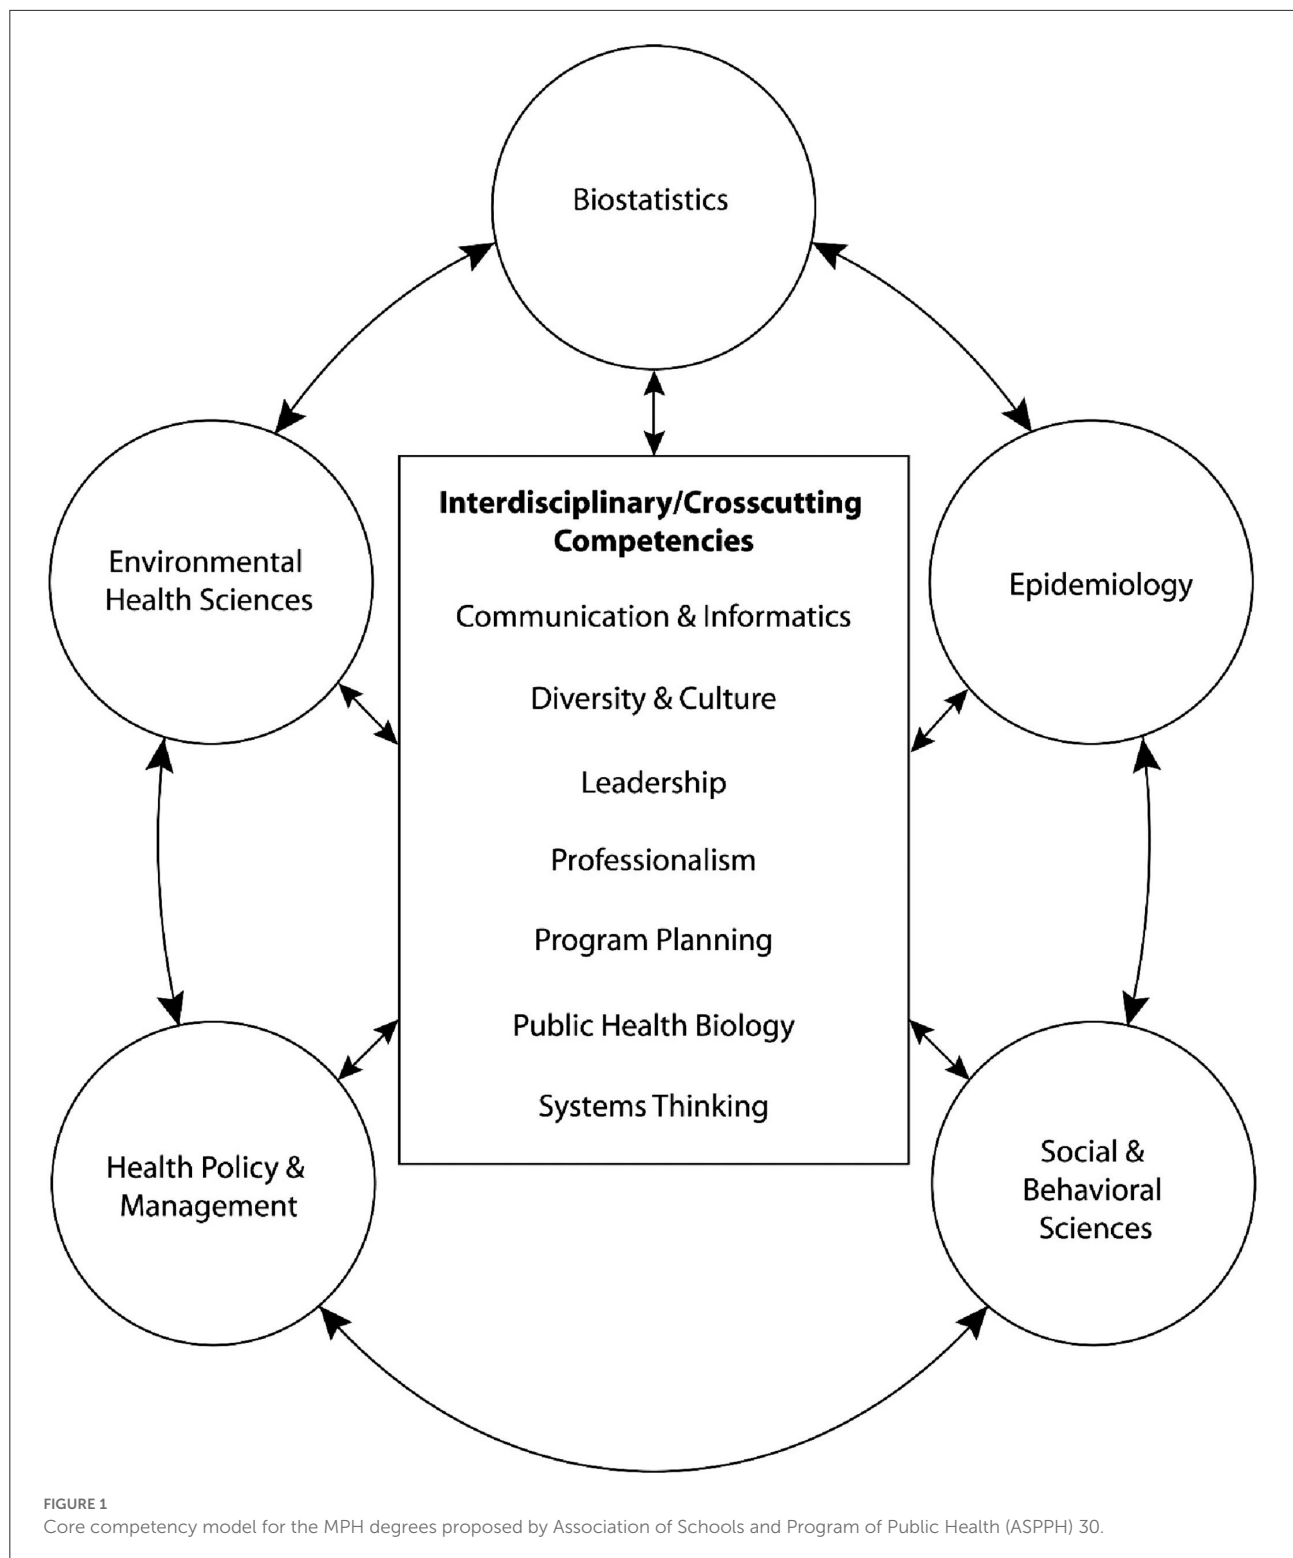 Biostatistics
Environmental
Health Sciences
Epidemiology
Interdisciplinary/Crosscutting
Competencies
Communication & Informatics
Diversity & Culture
Leadership
Professionalism
Program Planning
Public Health Biology
Systems Thinking
Health Policy &
Management
Social &
Behavioral
Sciences
FIGURE 1
Core competency model for the MPH degrees proposed by Association of Schools and Program of Public Health (ASPPH) 30.